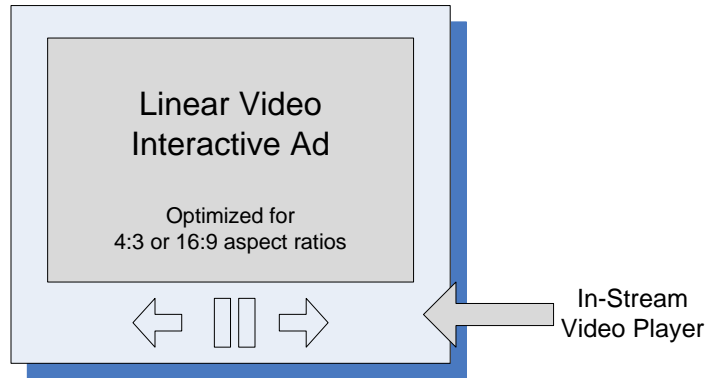 Linear Video
Interactive Ad
Optimized for
4:3 or 16:9 aspect ratios
In-Stream
Video Player